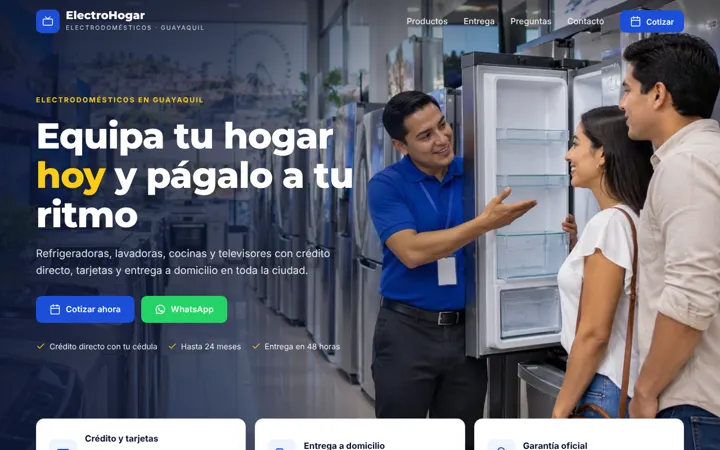 ElectroHogar
ELECTRODOMÉSTICOS · GUAYAQUIL
Productos Entrega Preguntas Contacto Cotizar
ELECTRODOMÉSTICOS EN GUAYAQUIL
Equipa tu hogar
hoy y págalo a tu
ritmo
Refrigeradoras, lavadoras, cocinas y televisores con crédito
directo, tarjetas y entrega a domicilio en toda la ciudad.
Cotizar ahora WhatsApp
Crédito directo con tu cédula Hasta 24 meses Entrega en 48 horas
Crédito y tarjetas
Entrega a domicilio
Garantía oficial